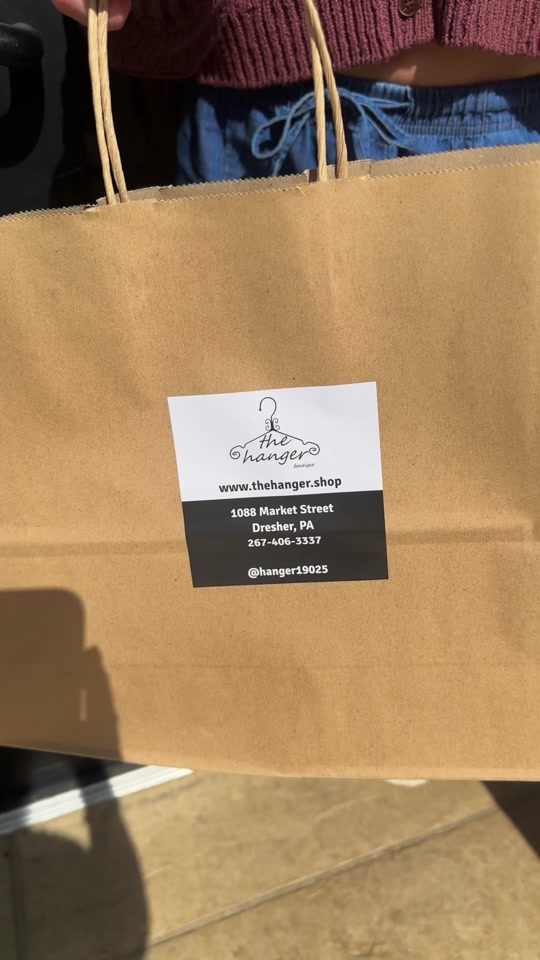 the
hanger
boutique
www.thehanger.shop
1088 Market Street
Dresher, PA
267-406-3337
@hanger19025